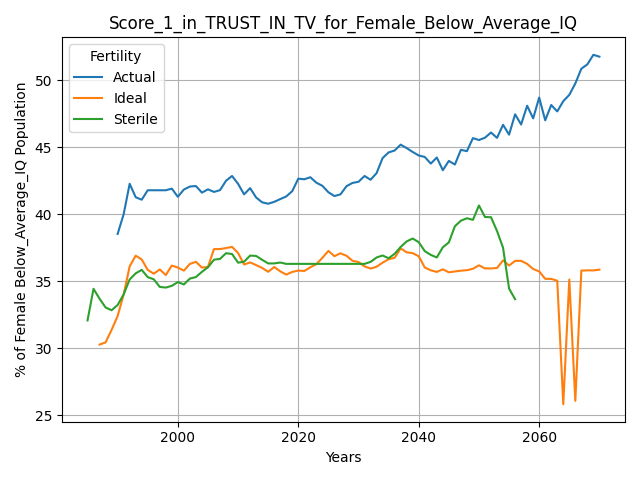 Score_1_in_TRUST_IN_TV_for_Female_Below_Average_IQ
Fertility
Actual
Ideal
Sterile
% of Female Below_Average_IQ Population
50
45
40
35
30
25
2000
2020
2040
2060
Years